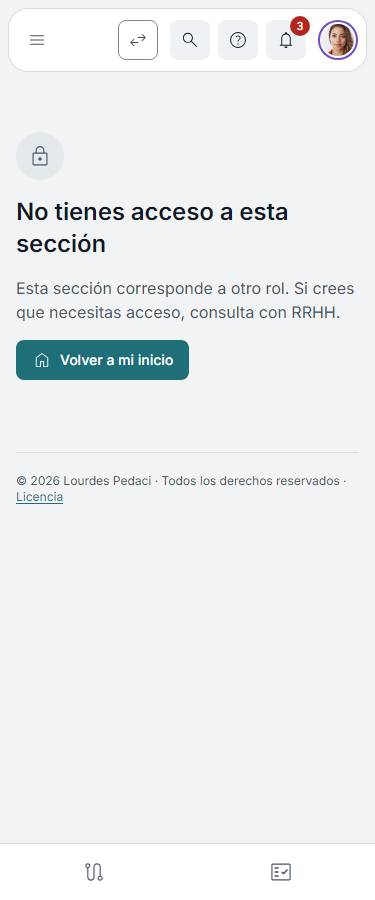 3
No tienes acceso a esta
sección
Esta sección corresponde a otro rol. Si crees
que necesitas acceso, consulta con RRHH.
Volver a mi inicio
© 2026 Lourdes Pedaci · Todos los derechos reservados ·
Licencia